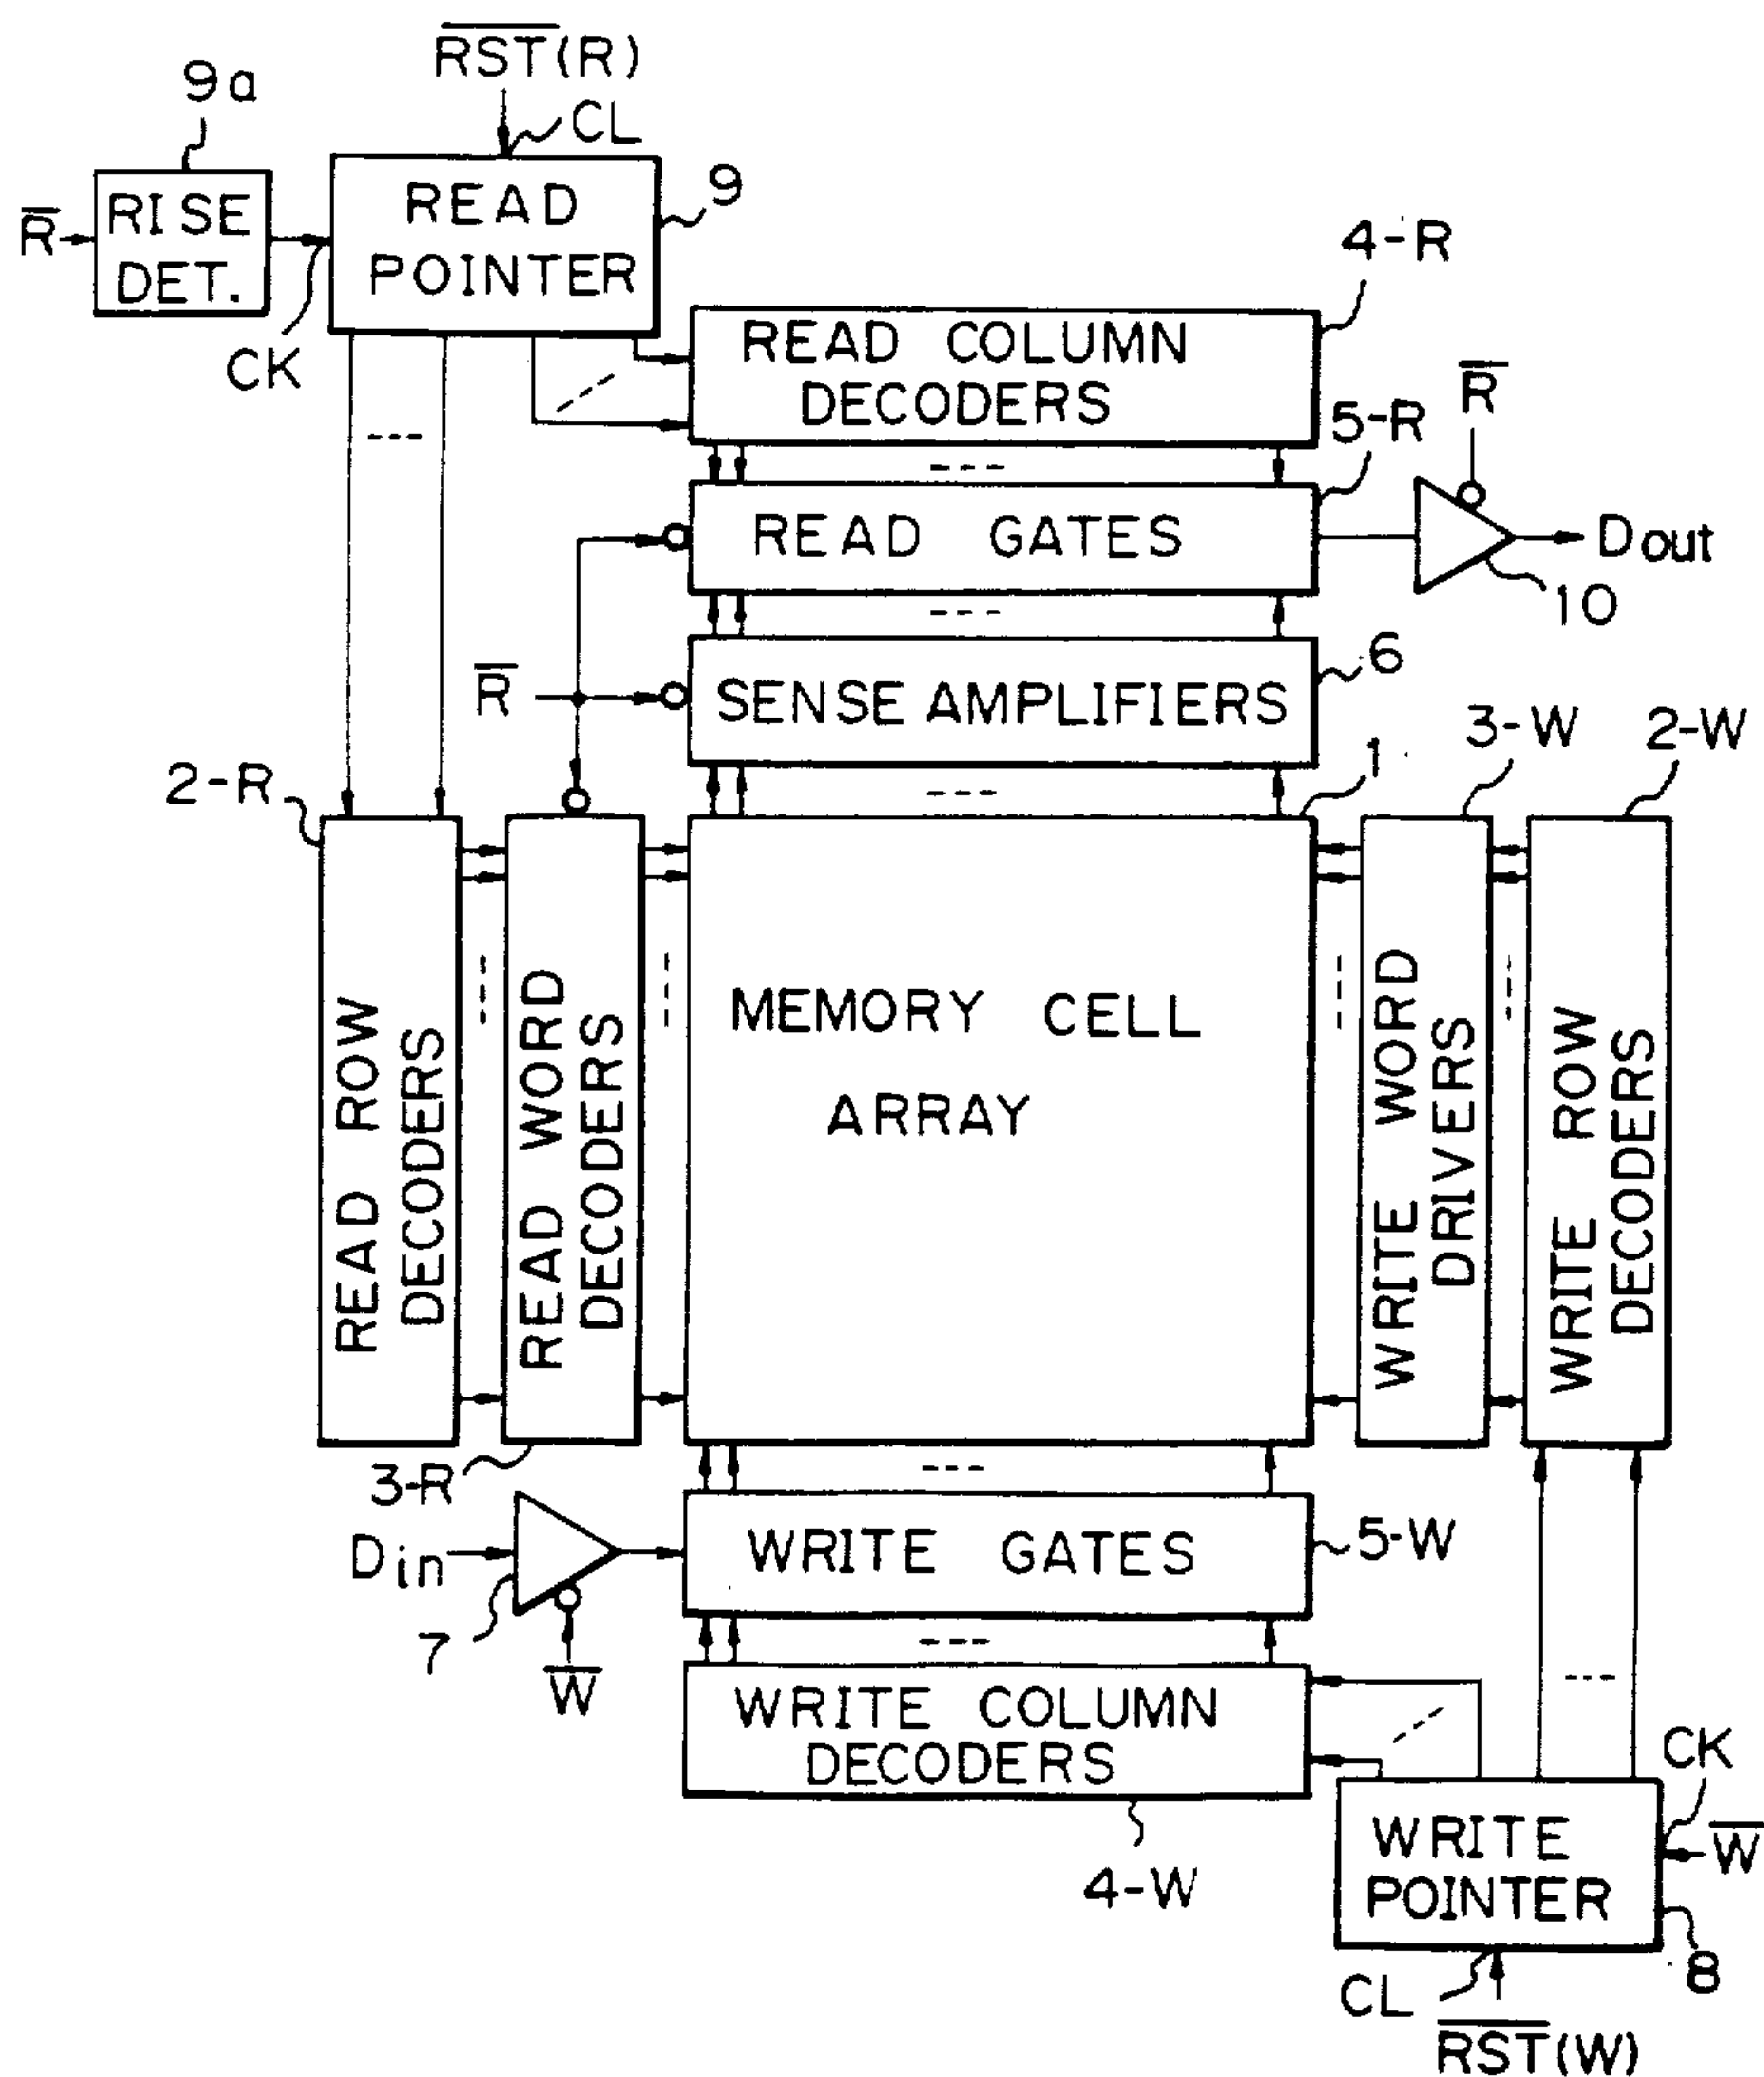 R̅S̅T̅(R)
9a
CL
RISE
DET.
R̅
READ
POINTER
9
CK
4-R
READ COLUMN
DECODERS
R̅
5-R
READ GATES
Dout
10
6
R̅
SENSE AMPLIFIERS
3-W
2-W
1
2-R
READ ROW
DECODERS
READ WORD
DECODERS
MEMORY CELL
ARRAY
WRITE WORD
DRIVERS
WRITE ROW
DECODERS
3-R
Din
WRITE GATES
5-W
7
W̅
WRITE COLUMN
DECODERS
CK
WRITE
POINTER
W̅
4-W
8
CL
R̅S̅T̅(W)